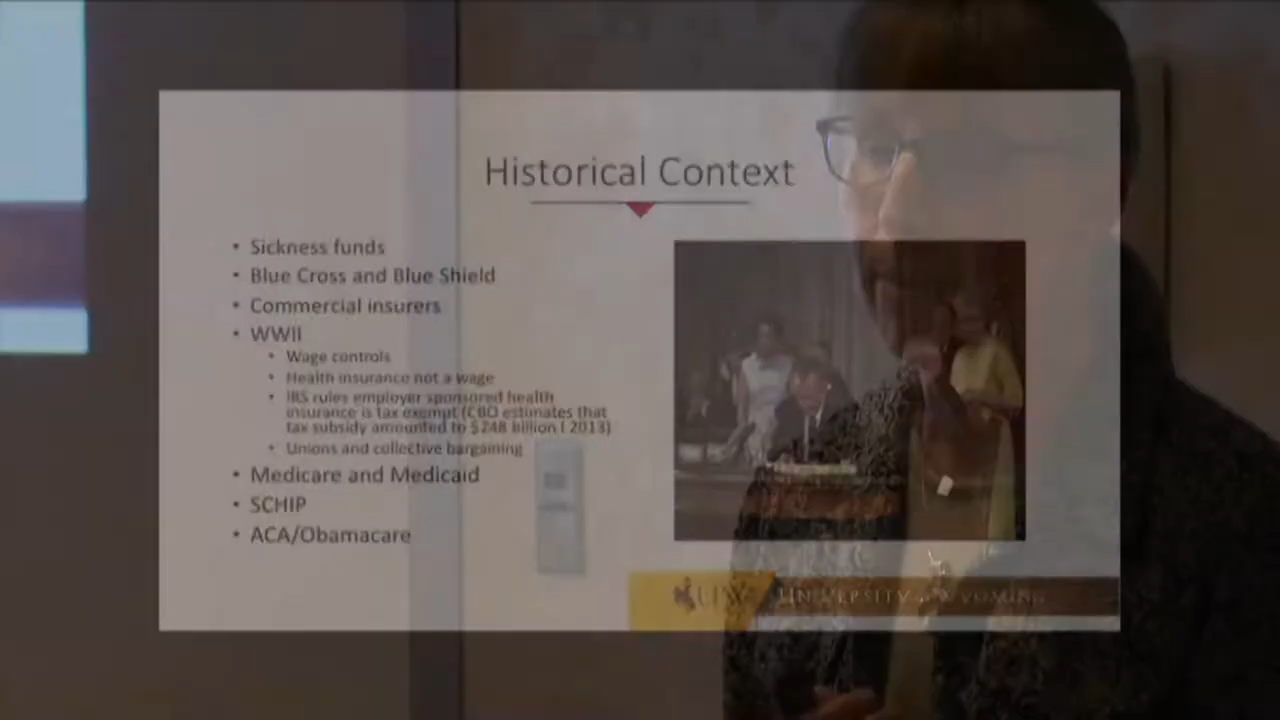 Historical Context
• Sickness funds
• Blue Cross and Blue Shield
• Commercial insurers
• WWII
• Wage controls
• Health insurance not a wage
• IRS rules employer sponsored health
insurance is tax exempt (CBO estimates that
tax subsidy amounted to $248 billion I 2013)
• Unions and collective bargaining
• Medicare and Medicaid
• SCHIP
• ACA/Obamacare
UW UNIVERSITY OF WYOMING